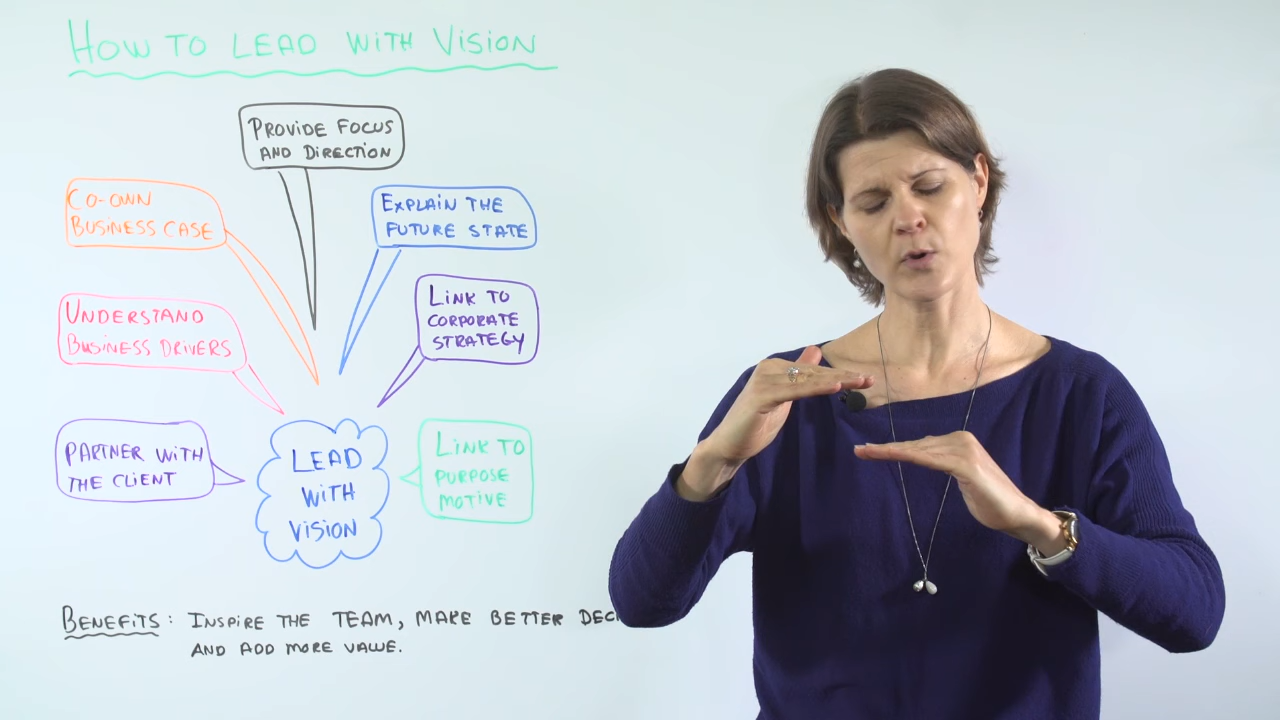 HOW TO LEAD WITH VISION
PROVIDE FOCUS
AND DIRECTION
CO-OWN
BUSINESS CASE
EXPLAIN THE
FUTURE STATE
UNDERSTAND
BUSINESS DRIVERS
LINK TO
CORPORATE
STRATEGY
PARTNER WITH
THE CLIENT
LEAD
WITH
VISION
LINK TO
PURPOSE
MOTIVE
BENEFITS: INSPIRE THE TEAM, MAKE BETTER
AND ADD MORE VALUE.